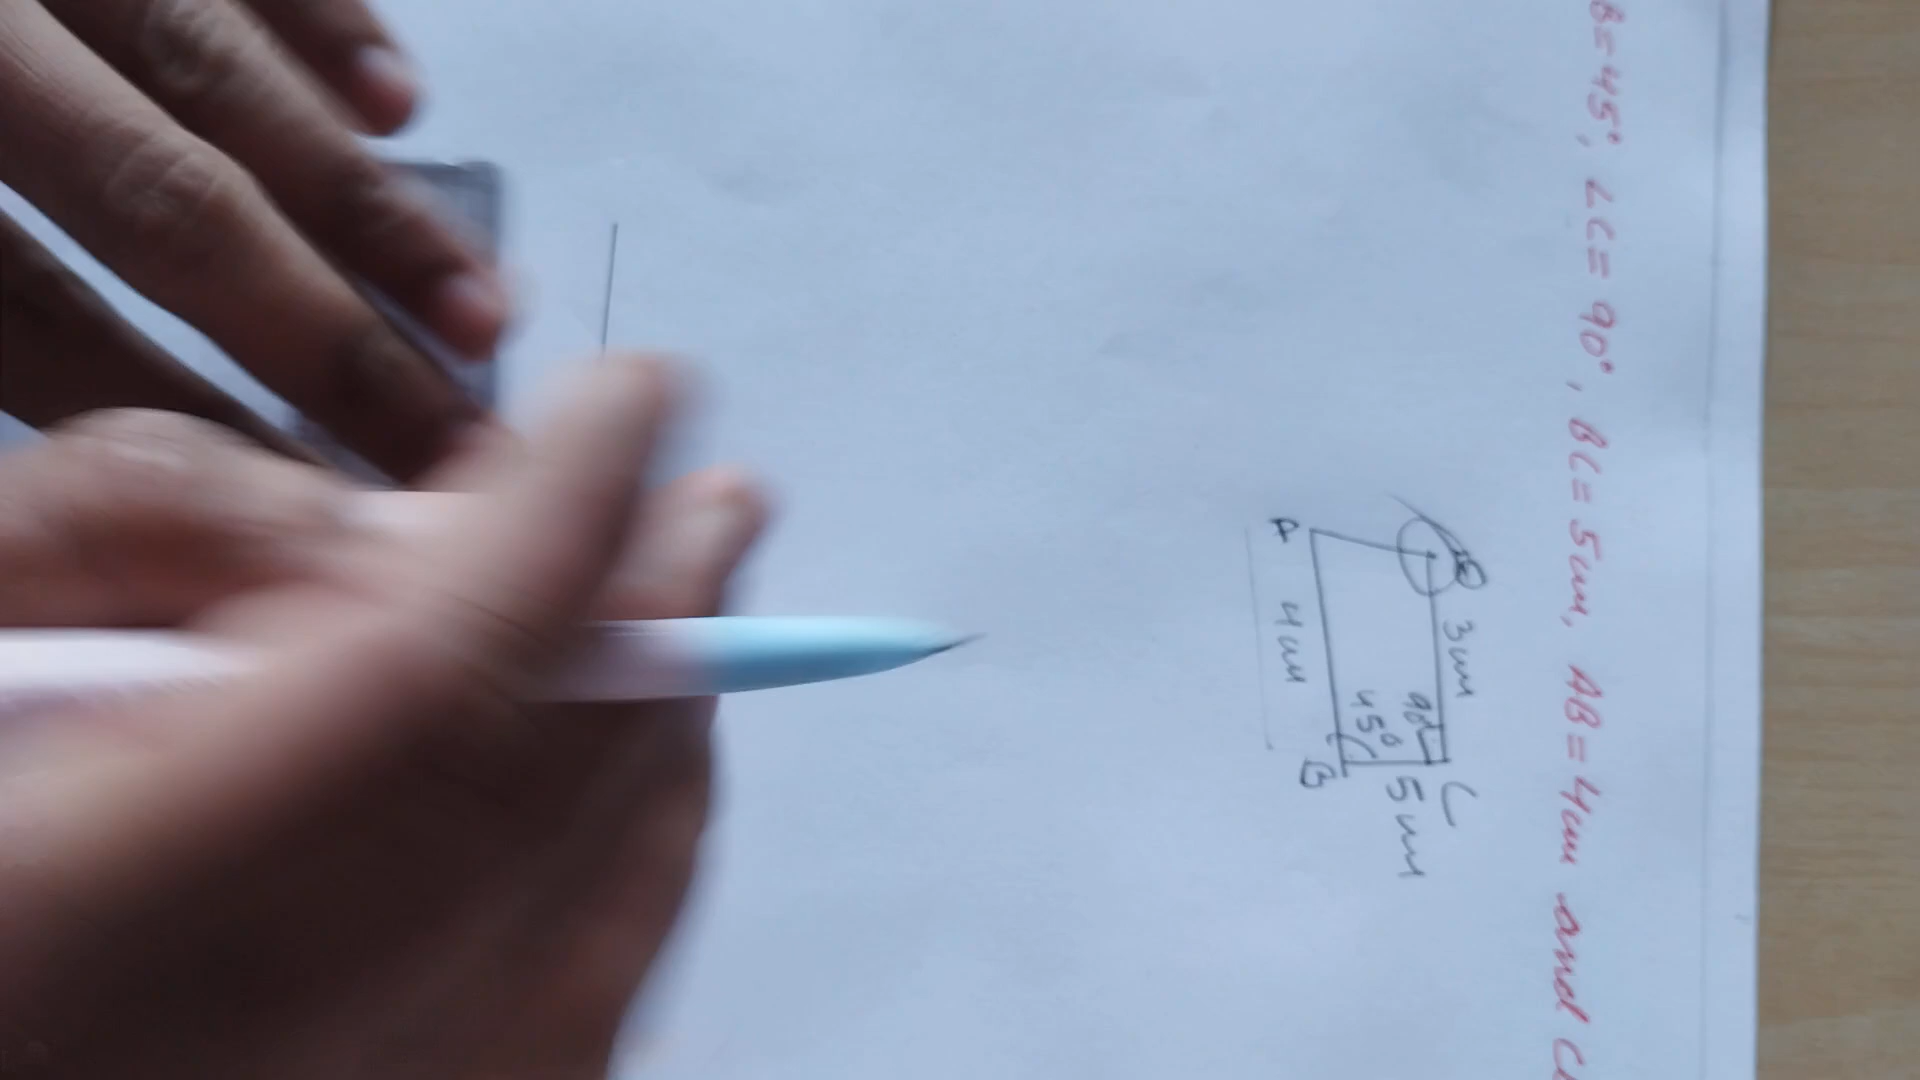 B=45°, ∠C=90°, BC=5cm, AB=4cm and C
3cm
C
90°
5cm
45°
A
4cm
B